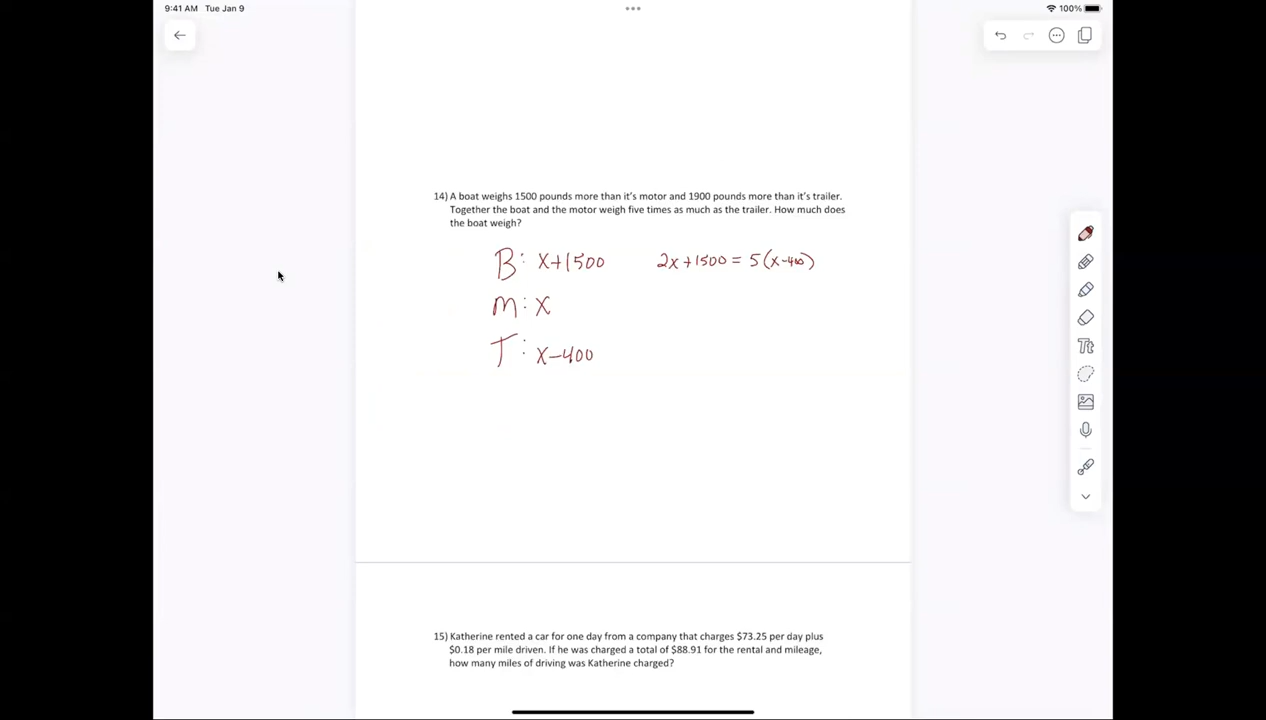 9:41 AM Tue Jan 9
100%
14) A boat weighs 1500 pounds more than it's motor and 1900 pounds more than it's trailer.
Together the boat and the motor weigh five times as much as the trailer. How much does
the boat weigh?
B: x+1500 2x+1500 = 5(x-400)
M: x
T: x-400
Tt
15) Katherine rented a car for one day from a company that charges $73.25 per day plus
$0.18 per mile driven. If he was charged a total of $88.91 for the rental and mileage,
how many miles of driving was Katherine charged?